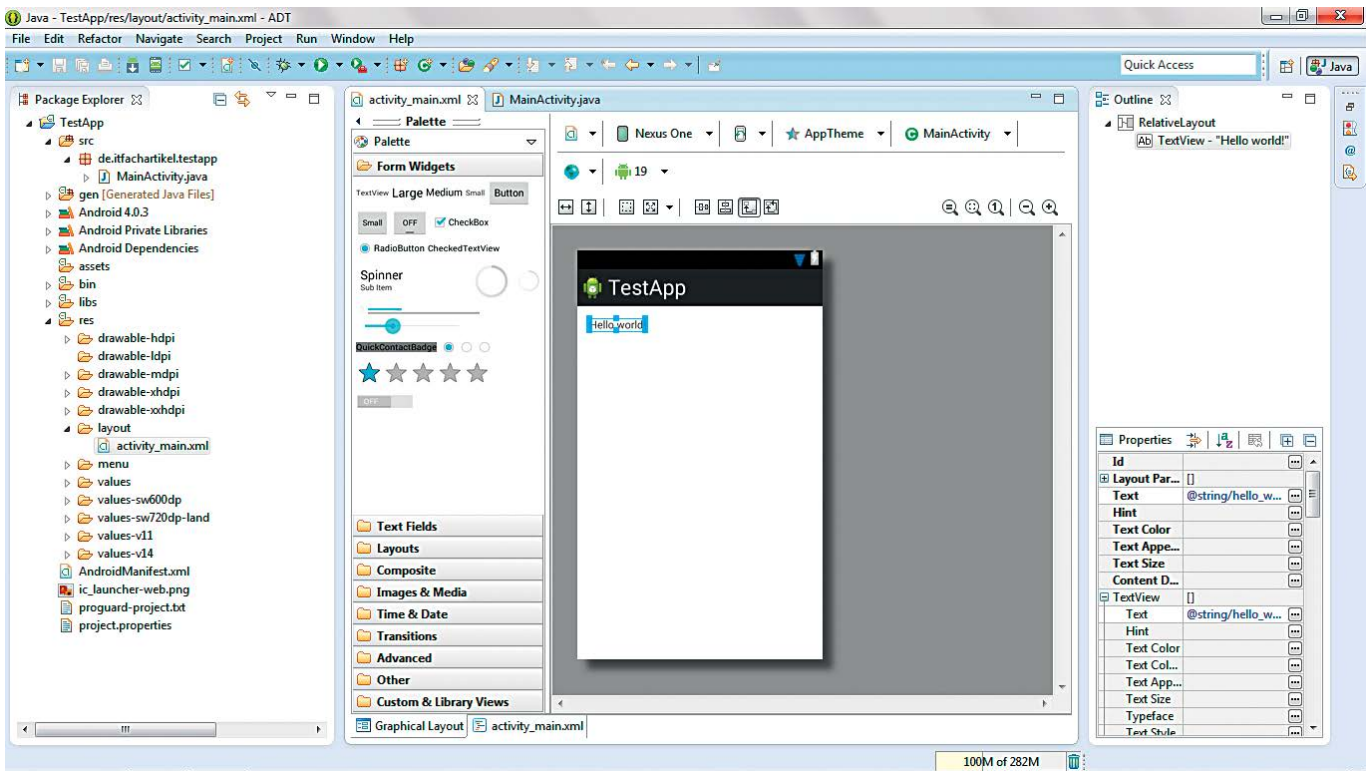 Java - TestApp/res/layout/activity_main.xml - ADT
File Edit Refactor Navigate Search Project Run Window Help
Quick Access
Java
Package Explorer
TestApp
src
de.itfachartikel.testapp
MainActivity.java
gen [Generated Java Files]
Android 4.0.3
Android Private Libraries
Android Dependencies
assets
bin
libs
res
drawable-hdpi
drawable-ldpi
drawable-mdpi
drawable-xhdpi
drawable-xxhdpi
layout
activity_main.xml
menu
values
values-sw600dp
values-sw720dp-land
values-v11
values-v14
AndroidManifest.xml
ic_launcher-web.png
proguard-project.txt
project.properties
activity_main.xml MainActivity.java
Palette
Palette
Form Widgets
TextView Large Medium Small Button
Small OFF CheckBox
RadioButton CheckedTextView
Spinner
Sub Item
QuickContactBadge
OFF
Text Fields
Layouts
Composite
Images & Media
Time & Date
Transitions
Advanced
Other
Custom & Library Views
Graphical Layout activity_main.xml
Nexus One AppTheme MainActivity
19
TestApp
Hello world
Outline
RelativeLayout
Ab TextView - "Hello world!"
Properties
Id
Layout Par... []
Text @string/hello_w...
Hint
Text Color
Text Appe...
Text Size
Content D...
TextView []
Text @string/hello_w...
Hint
Text Color
Text Col...
Text App...
Text Size
Typeface
Text Style
100M of 282M